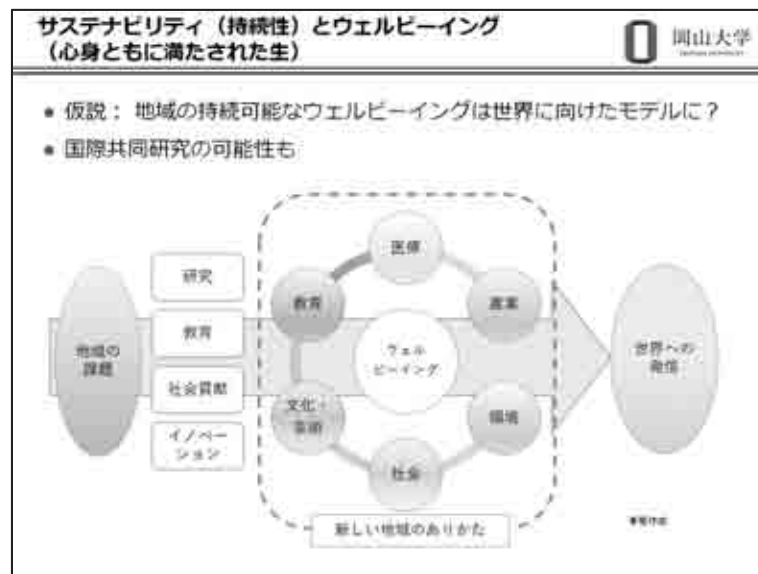 サステナビリティ（持続性）とウェルビーイング
（心身ともに満たされた生）
岡山大学
● 仮説： 地域の持続可能なウェルビーイングは世界に向けたモデルに？
● 国際共同研究の可能性も
地域の
課題
研究
教育
社会貢献
イノベー
ション
医療
教育
産業
ウェル
ビーイング
文化・
芸術
環境
社会
新しい地域のありかた
世界への
発信